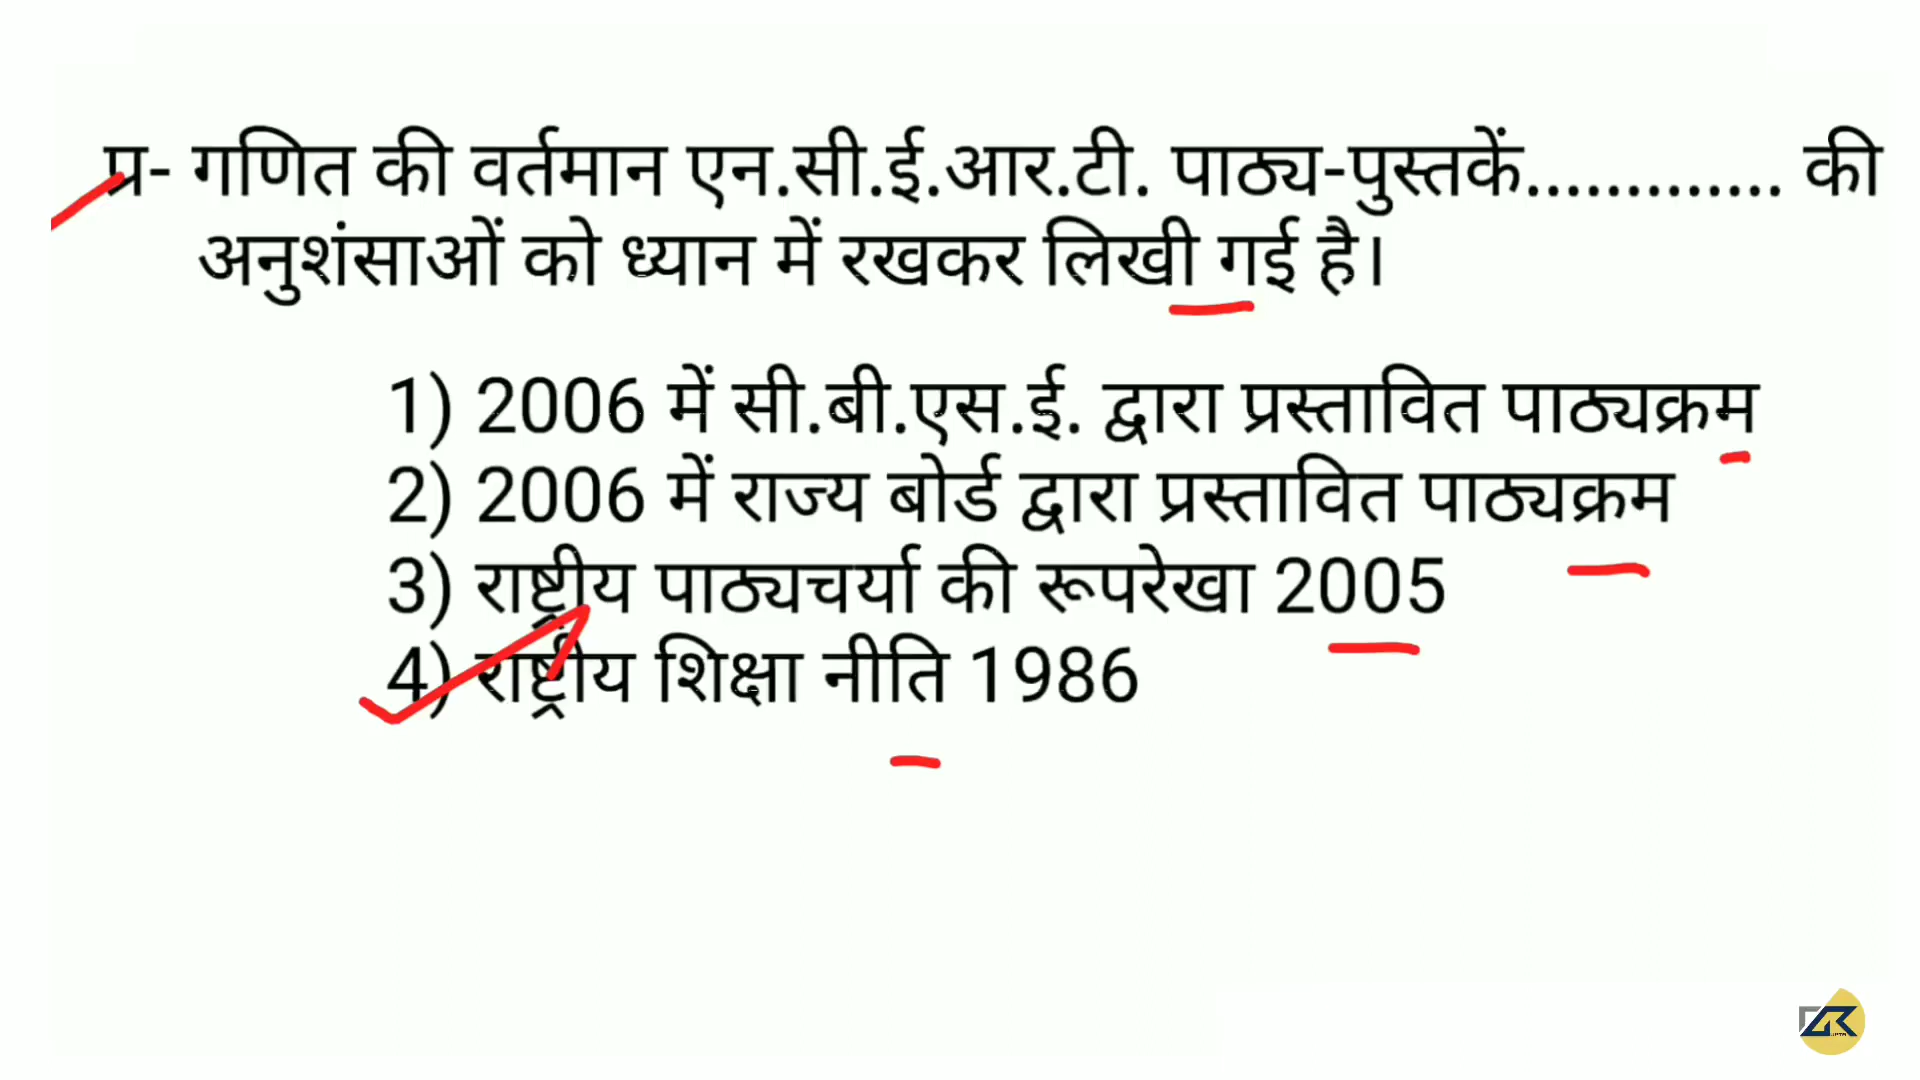 प्र- गणित की वर्तमान एन.सी.ई.आर.टी. पाठ्य-पुस्तकें............. की
अनुशंसाओं को ध्यान में रखकर लिखी गई है।
1) 2006 में सी.बी.एस.ई. द्वारा प्रस्तावित पाठ्यक्रम
2) 2006 में राज्य बोर्ड द्वारा प्रस्तावित पाठ्यक्रम
3) राष्ट्रीय पाठ्यचर्या की रूपरेखा 2005
4) राष्ट्रीय शिक्षा नीति 1986